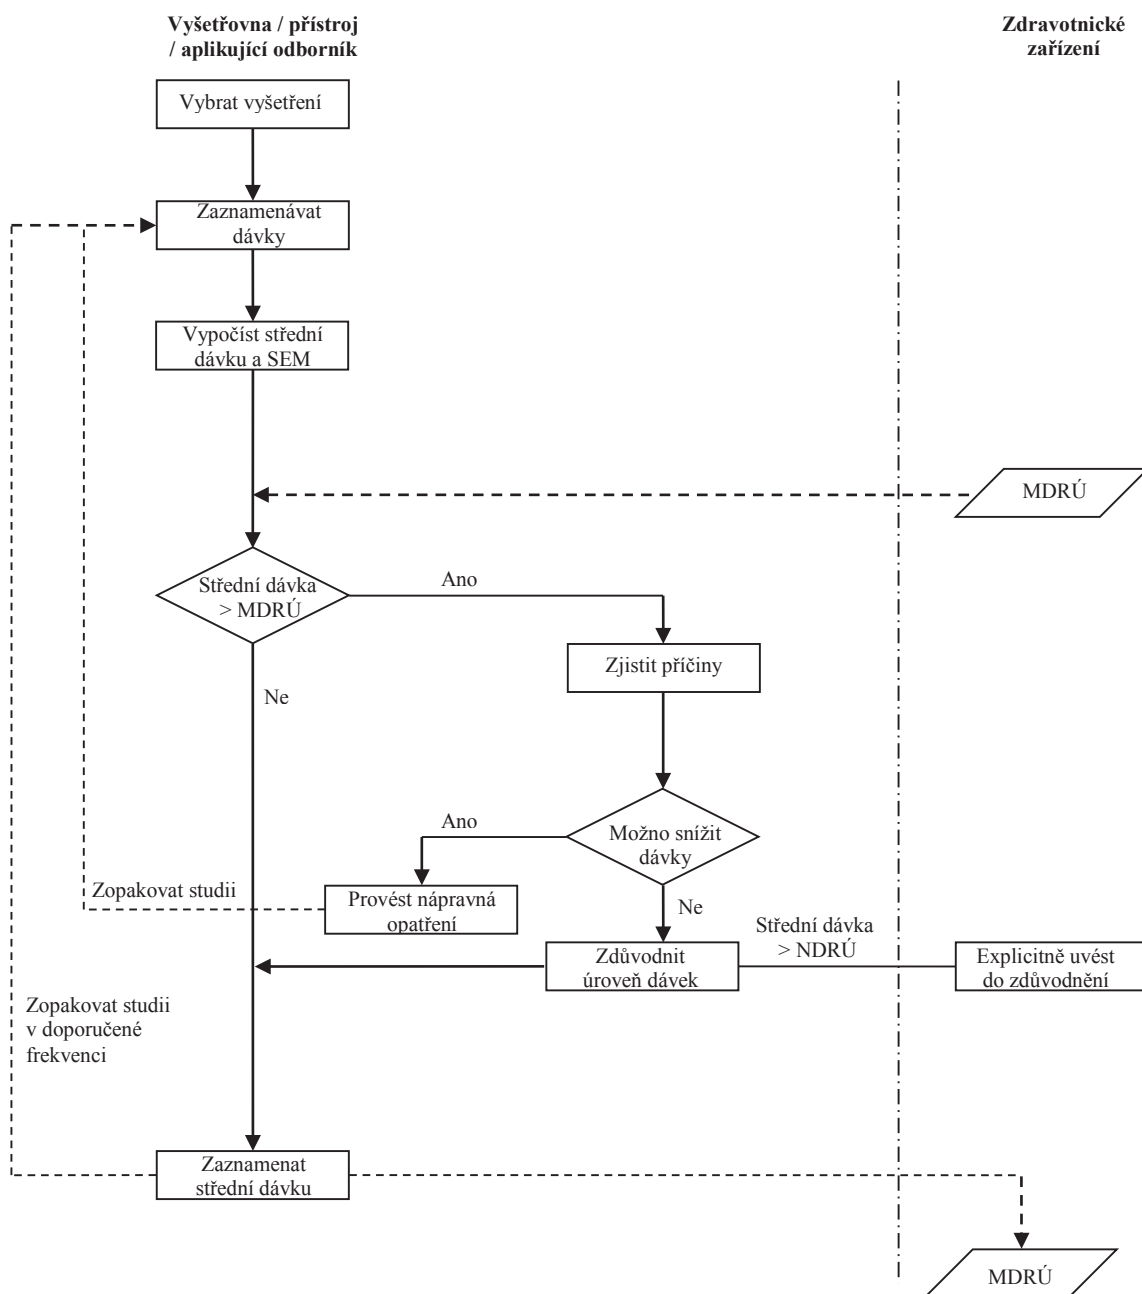 Vyšetřovna / přístroj
/ aplikující odborník
Zdravotnické
zařízení
Vybrat vyšetření
Zaznamenávat
dávky
Vypočíst střední
dávku a SEM
MDRÚ
Střední dávka
> MDRÚ
Ano
Zjistit příčiny
Ne
Možno snížit
dávky
Ano
Zopakovat studii
Provést nápravná
opatření
Ne
Střední dávka
> NDRÚ
Zdůvodnit
úroveň dávek
Explicitně uvést
do zdůvodnění
Zopakovat studii
v doporučené
frekvenci
Zaznamenat
střední dávku
MDRÚ